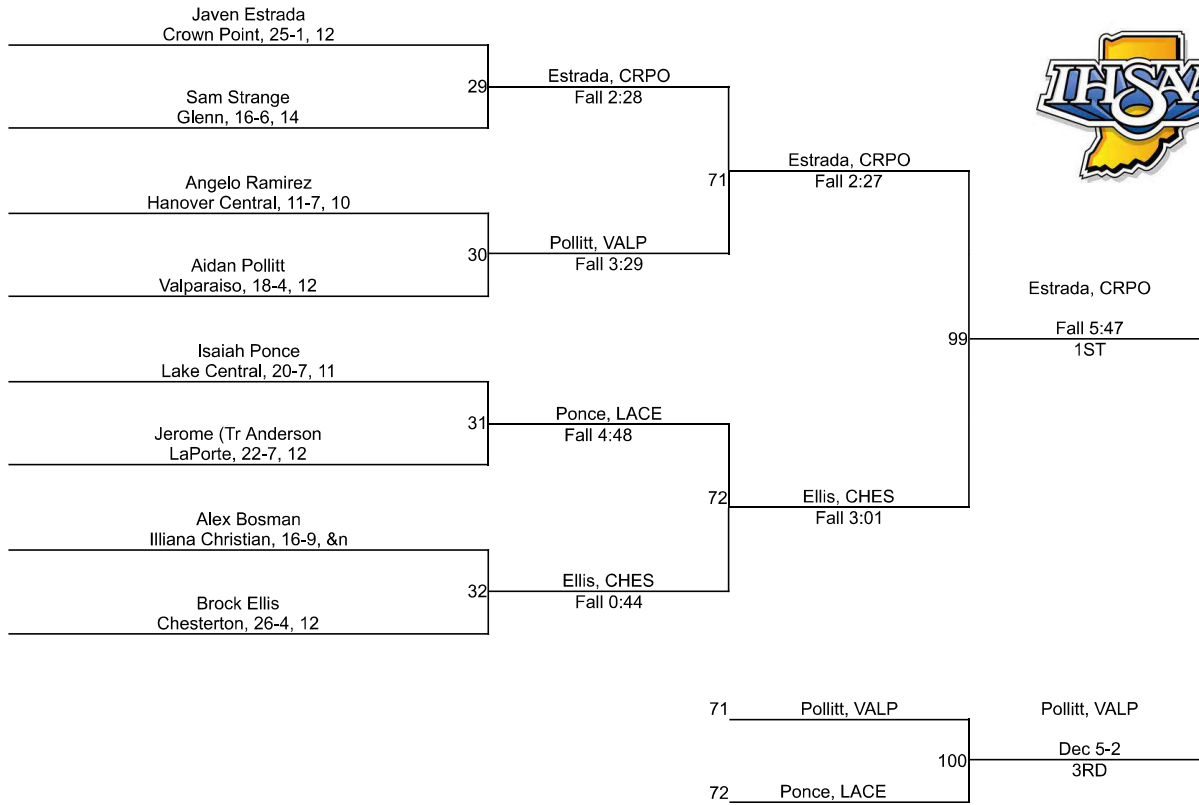 Javen Estrada
Crown Point, 25-1, 12
Sam Strange
Glenn, 16-6, 14
29
Estrada, CRPO
Fall 2:28
Angelo Ramirez
Hanover Central, 11-7, 10
Aidan Pollitt
Valparaiso, 18-4, 12
30
Pollitt, VALP
Fall 3:29
71
Estrada, CRPO
Fall 2:27
Isaiah Ponce
Lake Central, 20-7, 11
Jerome (Tr Anderson
LaPorte, 22-7, 12
31
Ponce, LACE
Fall 4:48
Alex Bosman
Illiana Christian, 16-9, &n
Brock Ellis
Chesterton, 26-4, 12
32
Ellis, CHES
Fall 0:44
72
Ellis, CHES
Fall 3:01
99
Estrada, CRPO
Fall 5:47
1ST
71
Pollitt, VALP
72
Ponce, LACE
100
Pollitt, VALP
Dec 5-2
3RD
IHSAA